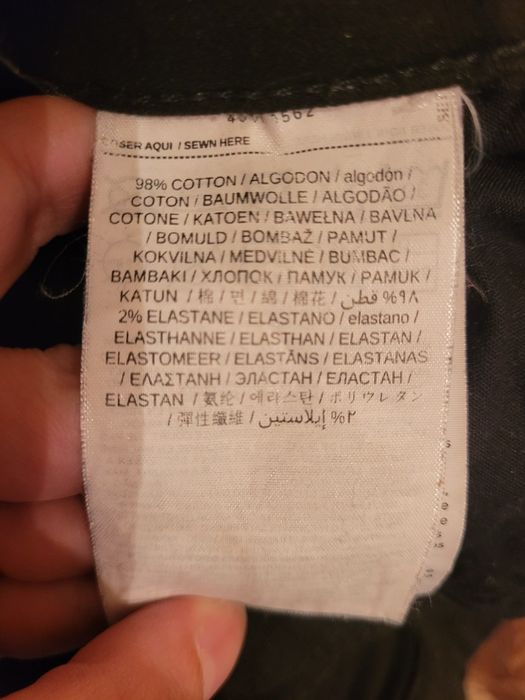 COSER AQUI / SEWN HERE
98% COTTON / ALGODON / algodón /
COTON / BAUMWOLLE / ALGODÃO /
COTONE / KATOEN / BAWEŁNA / BAVLNA
/ BOMULD / BOMBAŽ / PAMUT /
KOKVILNA / MEDVILNĖ / BUMBAC /
BAMBAKI / ХЛОПОК / ПАМУК / PAMUK /
KATUN / 棉 / 면 / 綿 / 棉花 / قطن %٩٨
2% ELASTANE / ELASTANO / elastano /
ELASTHANNE / ELASTHAN / ELASTAN /
ELASTOMEER / ELASTĀNS / ELASTANAS
/ ΕΛΑΣΤΑΝΗ / ЭЛАСТАН / ЕЛАСТАН /
ELASTAN / 氨纶 / 에라스탄 / ポリウレタン
/ 彈性纖維 / إيلاستين %٢